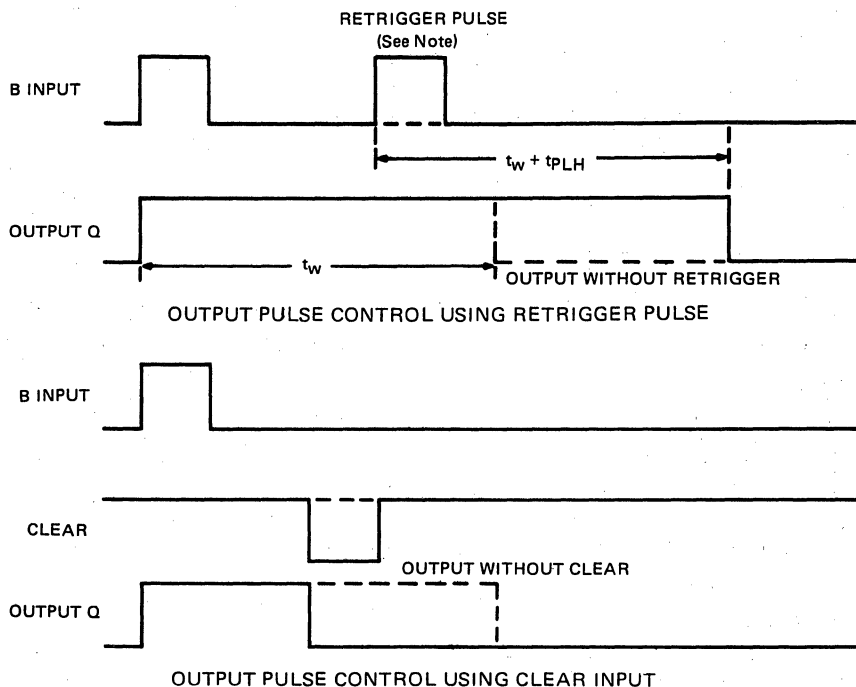 RETRIGGER PULSE
(See Note)
B INPUT
tw + tPLH
OUTPUT Q
tw
OUTPUT WITHOUT RETRIGGER
OUTPUT PULSE CONTROL USING RETRIGGER PULSE
B INPUT
CLEAR
OUTPUT WITHOUT CLEAR
OUTPUT Q
OUTPUT PULSE CONTROL USING CLEAR INPUT